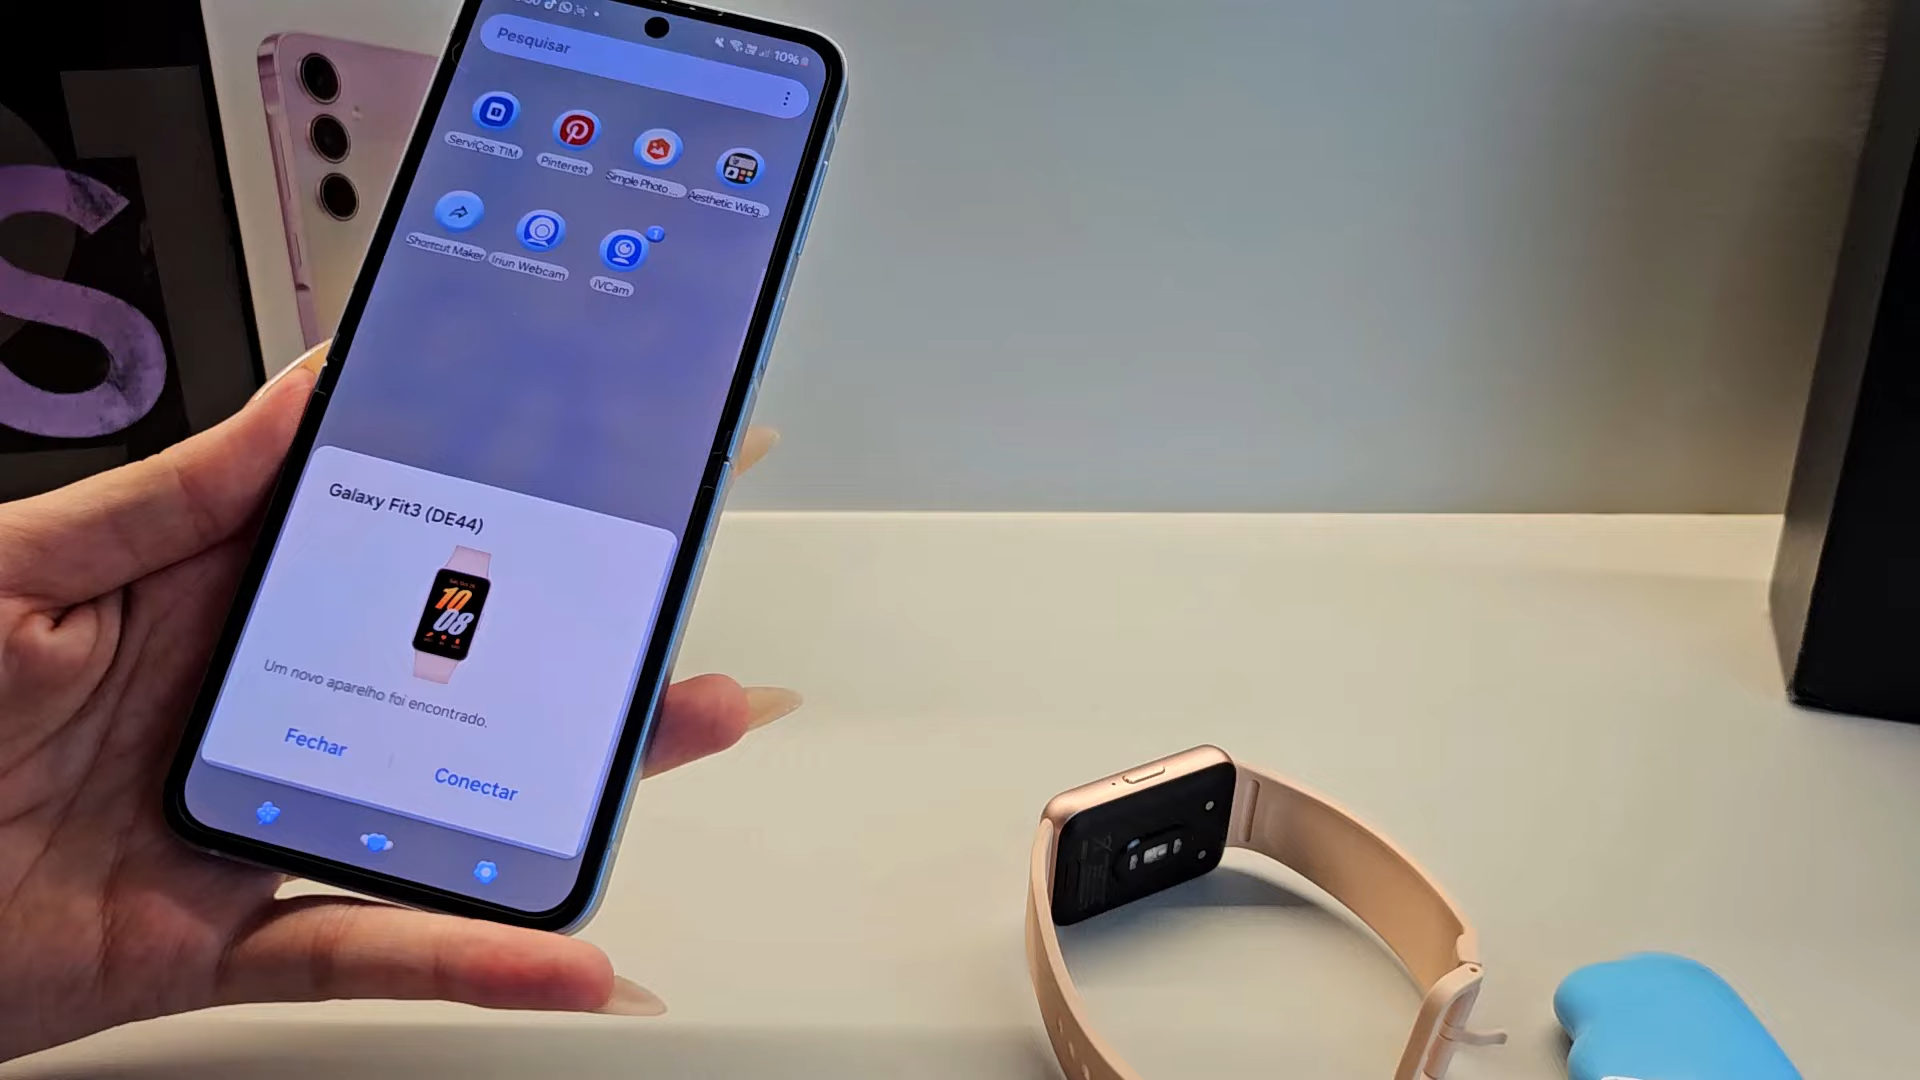 Pesquisar
10%
Serviços TIM
Pinterest
Simple Photo ...
Aesthetic Widg
Shortcut Maker
Iriun Webcam
iVCam
1
Galaxy Fit3 (DE44)
10
08
Um novo aparelho foi encontrado.
Fechar
Conectar
S